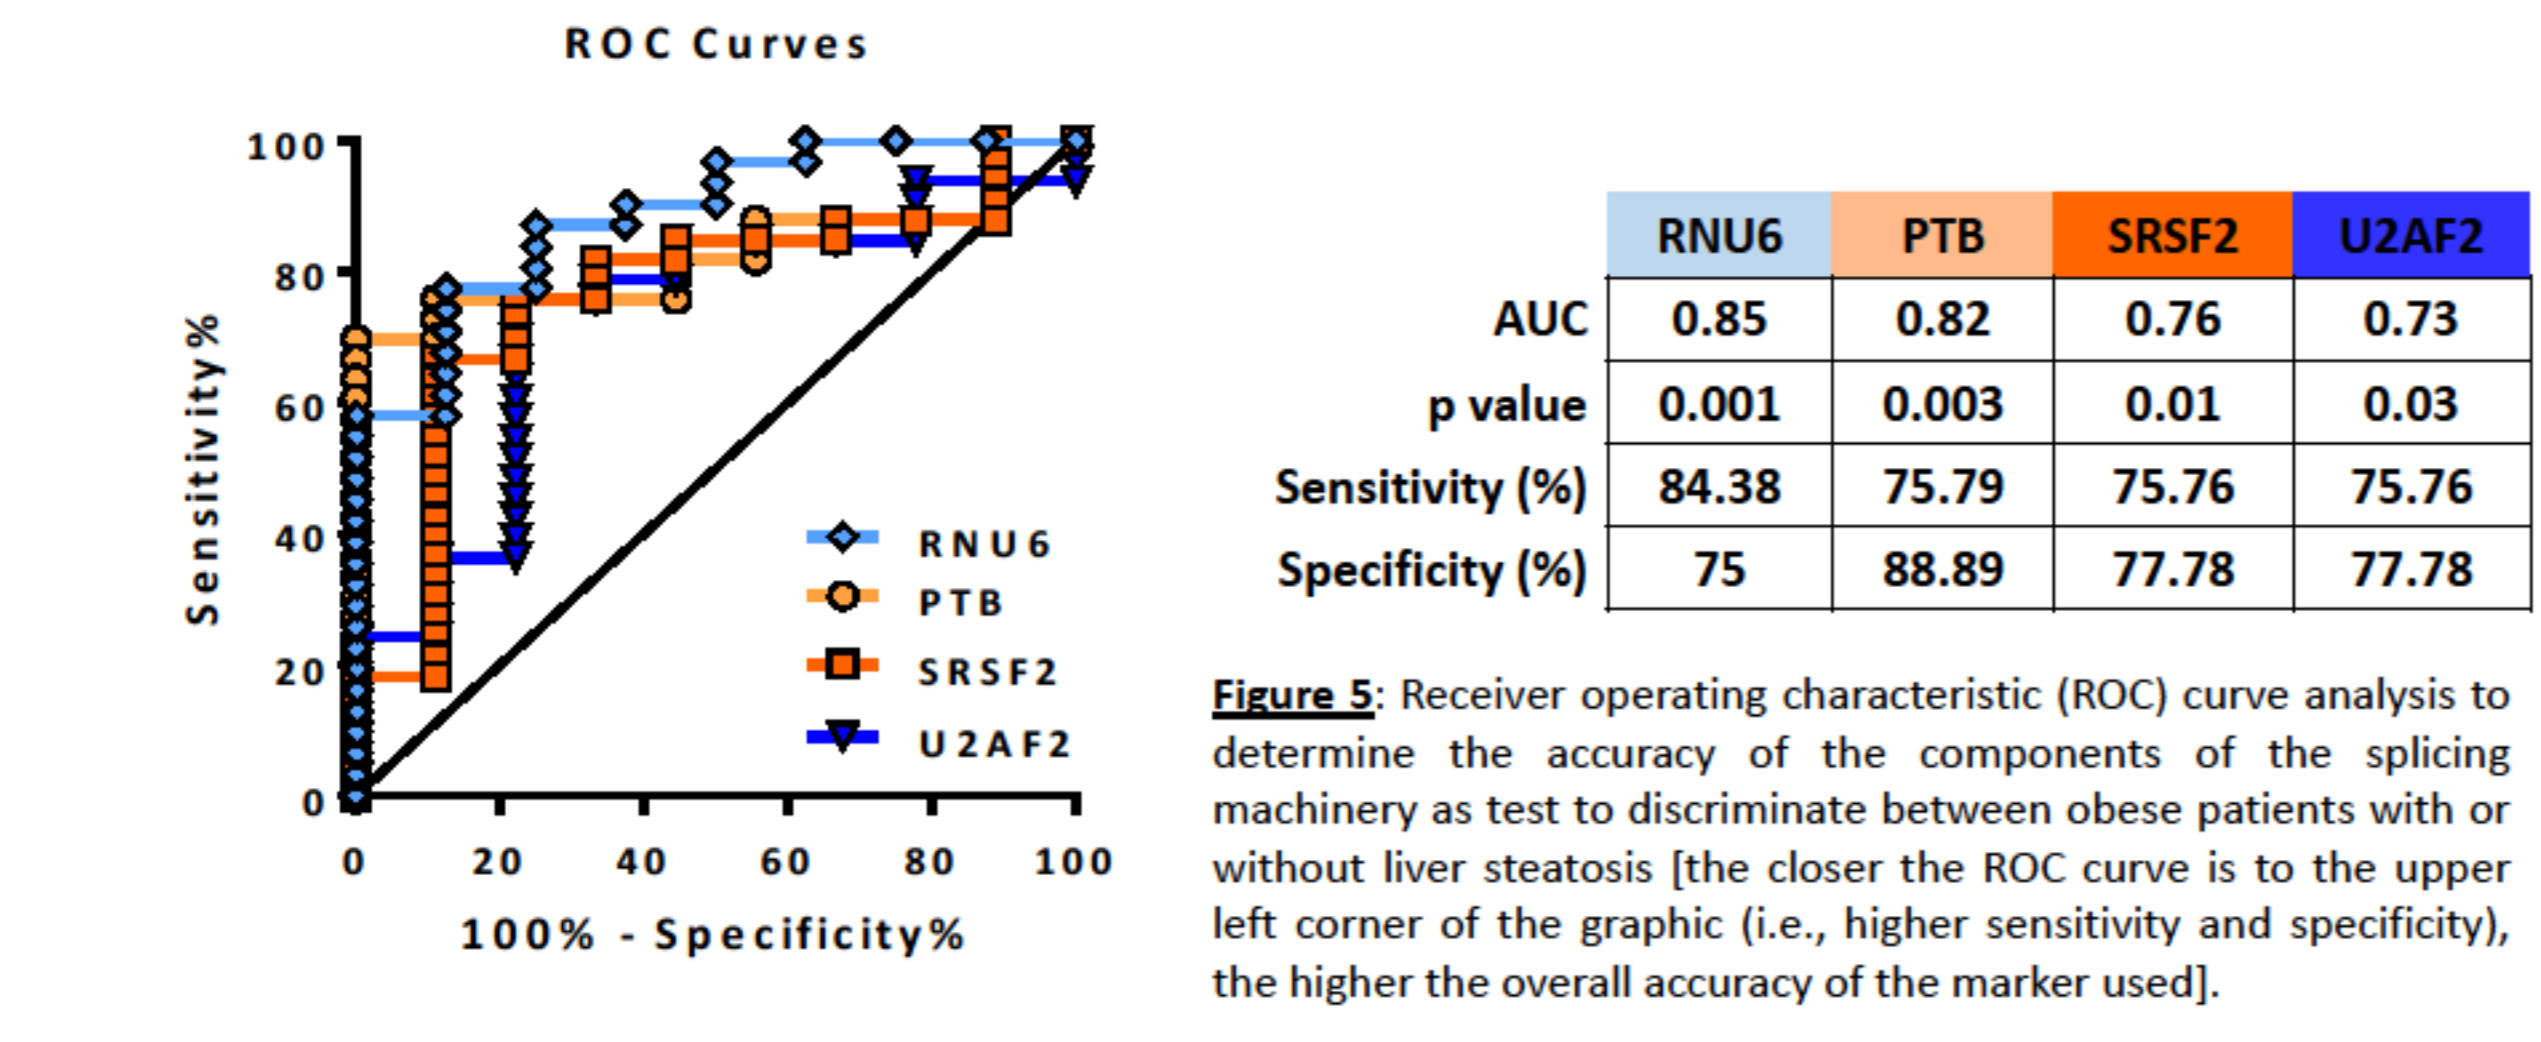 ROC Curves
100
80
60
40
20
0
Sensitivity%
0 20 40 60 80 100
100% - Specificity%
RNU6
PTB
SRSF2
U2AF2
RNU6 PTB SRSF2 U2AF2
AUC 0.85 0.82 0.76 0.73
p value 0.001 0.003 0.01 0.03
Sensitivity (%) 84.38 75.79 75.76 75.76
Specificity (%) 75 88.89 77.78 77.78
Figure 5: Receiver operating characteristic (ROC) curve analysis to
determine the accuracy of the components of the splicing
machinery as test to discriminate between obese patients with or
without liver steatosis [the closer the ROC curve is to the upper
left corner of the graphic (i.e., higher sensitivity and specificity),
the higher the overall accuracy of the marker used].